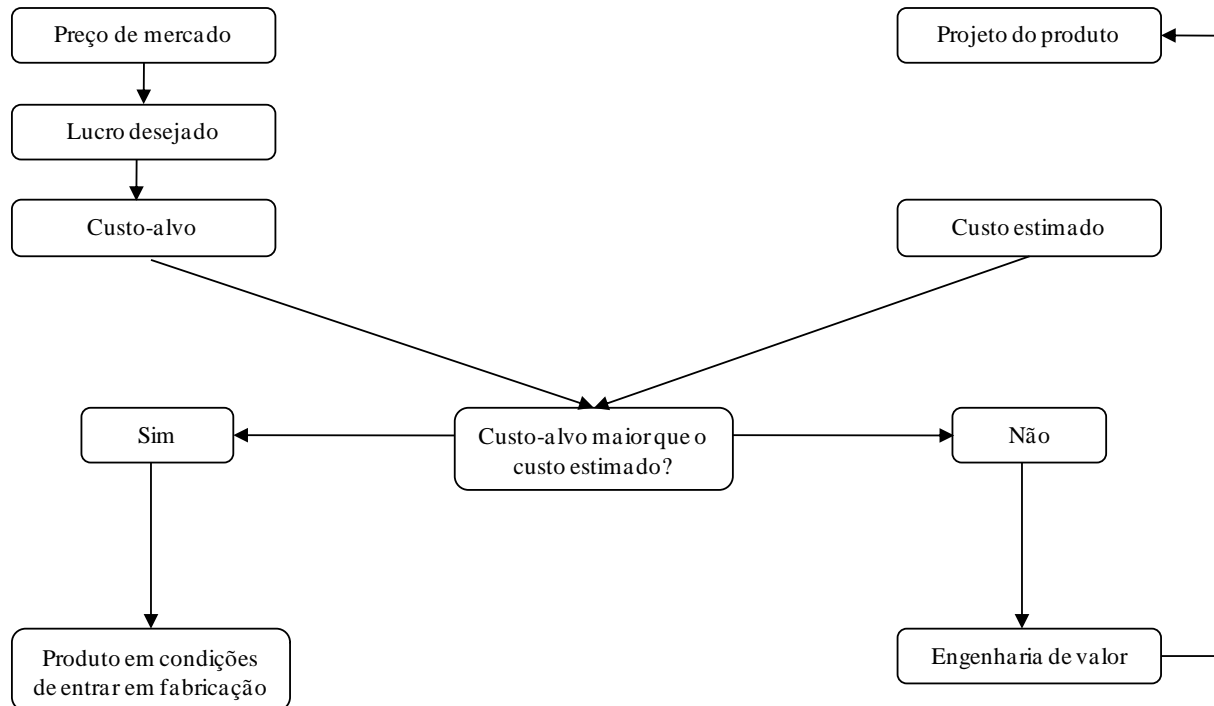 Preço de mercado
Projeto do produto
Lucro desejado
Custo-alvo
Custo estimado
Sim
Custo-alvo maior que o
custo estimado?
Não
Produto em condições
de entrar em fabricação
Engenharia de valor